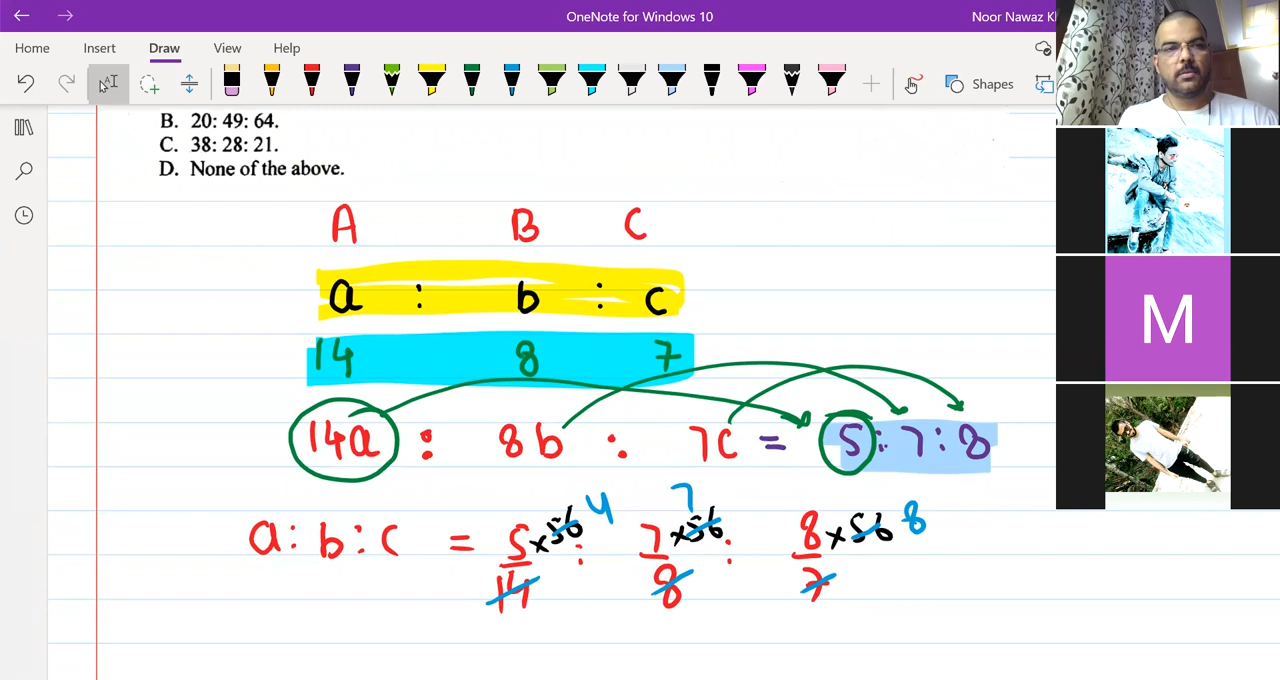 OneNote for Windows 10
Noor Nawaz K
Home Insert Draw View Help
Shapes
B. 20: 49: 64.
C. 38: 28: 21.
D. None of the above.
A B C
a : b : c
14 8 7
14a : 8b : 7c = 5:7:8
4 7
a : b : c = 5×56 : 7×56 : 8×56 8
14 8 7
M